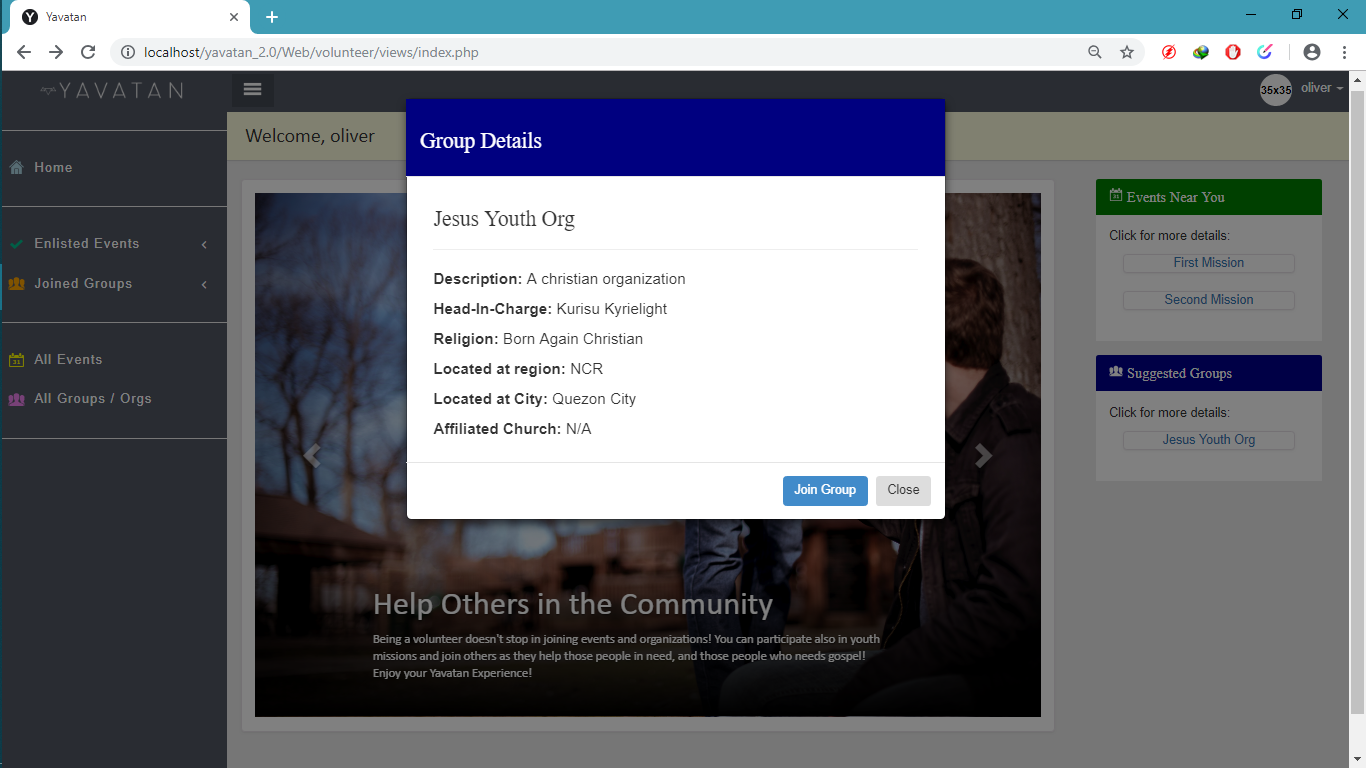 Yavatan
localhost/yavatan_2.0/Web/volunteer/views/index.php
YAVATAN
35x35
oliver
Welcome, oliver
Home
Enlisted Events
Joined Groups
All Events
All Groups / Orgs
Group Details
Jesus Youth Org
Description: A christian organization
Head-In-Charge: Kurisu Kyrielight
Religion: Born Again Christian
Located at region: NCR
Located at City: Quezon City
Affiliated Church: N/A
Join Group
Close
Help Others in the Community
Being a volunteer doesn't stop in joining events and organizations! You can participate also in youth
missions and join others as they help those people in need, and those people who needs gospel!
Enjoy your Yavatan Experience!
Events Near You
Click for more details:
First Mission
Second Mission
Suggested Groups
Click for more details:
Jesus Youth Org